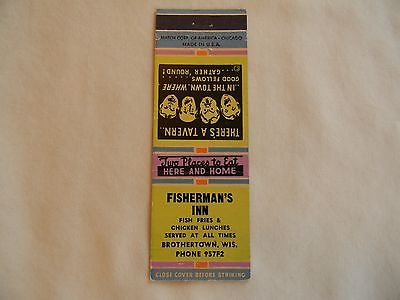 MATCH CORP. OF AMERICA - CHICAGO
MADE IN U.S.A.
THERE'S A TAVERN..
..IN THE TOWN, WHERE
GOOD FELLOWS.....
.....GATHER 'ROUND!
©
Two Places to Eat
HERE AND HOME
FISHERMAN'S
INN
FISH FRIES &
CHICKEN LUNCHES
SERVED AT ALL TIMES
BROTHERTOWN, WIS.
PHONE 957F2
CLOSE COVER BEFORE STRIKING